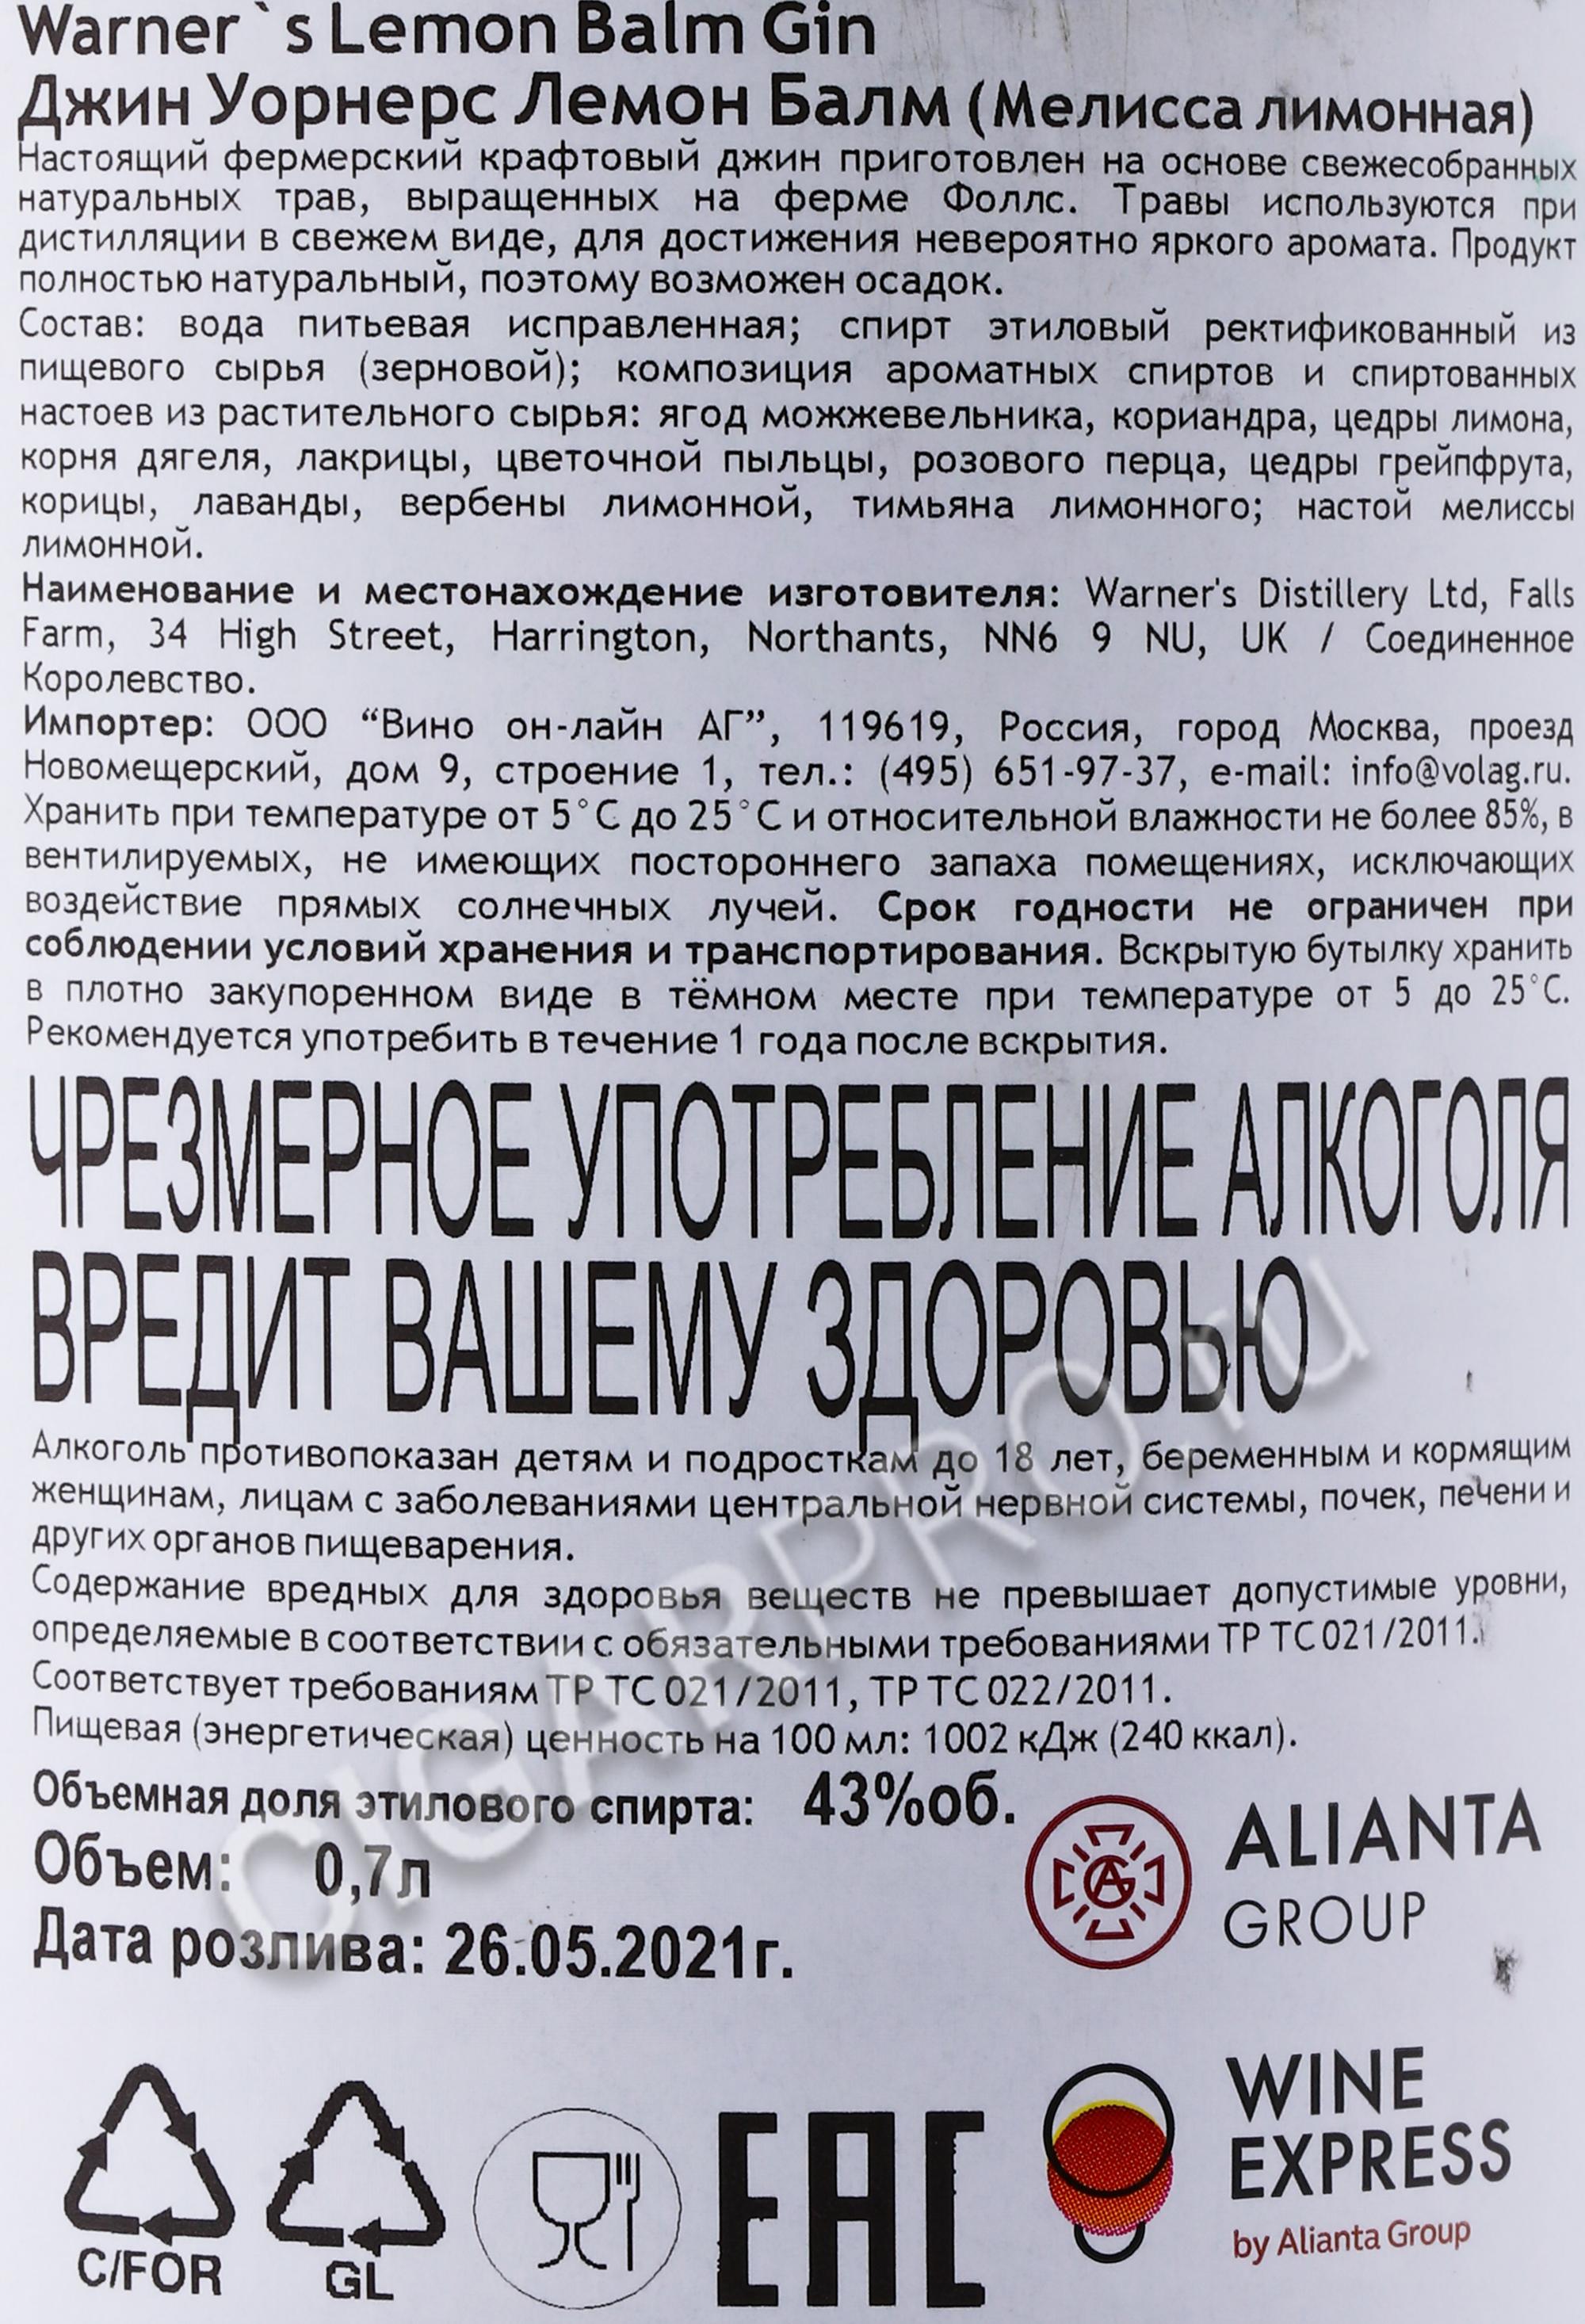 Warner`s Lemon Balm Gin
Джин Уорнерс Лемон Балм (Мелисса лимонная)
Настоящий фермерский крафтовый джин приготовлен на основе свежесобранных
натуральных трав, выращенных на ферме Фоллс. Травы используются при
дистилляции в свежем виде, для достижения невероятно яркого аромата. Продукт
полностью натуральный, поэтому возможен осадок.
Состав: вода питьевая исправленная; спирт этиловый ректификованный из
пищевого сырья (зерновой); композиция ароматных спиртов и спиртованных
настоев из растительного сырья: ягод можжевельника, кориандра, цедры лимона,
корня дягеля, лакрицы, цветочной пыльцы, розового перца, цедры грейпфрута,
корицы, лаванды, вербены лимонной, тимьяна лимонного; настой мелиссы
лимонной.
Наименование и местонахождение изготовителя: Warner's Distillery Ltd, Falls
Farm, 34 High Street, Harrington, Northants, NN6 9 NU, UK / Соединенное
Королевство.
Импортер: ООО “Вино он-лайн АГ”, 119619, Россия, город Москва, проезд
Новомещерский, дом 9, строение 1, тел.: (495) 651-97-37, e-mail: info@volag.ru.
Хранить при температуре от 5°С до 25°С и относительной влажности не более 85%, в
вентилируемых, не имеющих постороннего запаха помещениях, исключающих
воздействие прямых солнечных лучей. Срок годности не ограничен при
соблюдении условий хранения и транспортирования. Вскрытую бутылку хранить
в плотно закупоренном виде в тёмном месте при температуре от 5 до 25°С.
Рекомендуется употребить в течение 1 года после вскрытия.
ЧРЕЗМЕРНОЕ УПОТРЕБЛЕНИЕ АЛКОГОЛЯ
ВРЕДИТ ВАШЕМУ ЗДОРОВЬЮ
Алкоголь противопоказан детям и подросткам до 18 лет, беременным и кормящим
женщинам, лицам с заболеваниями центральной нервной системы, почек, печени и
других органов пищеварения.
Содержание вредных для здоровья веществ не превышает допустимые уровни,
определяемые в соответствии с обязательными требованиями ТР ТС 021/2011.
Соответствует требованиям ТР ТС 021/2011, ТР ТС 022/2011.
Пищевая (энергетическая) ценность на 100 мл: 1002 кДж (240 ккал).
Объемная доля этилового спирта: 43%об.
Объем: 0,7л
Дата розлива: 26.05.2021г.
ALIANTA
GROUP
WINE
EXPRESS
by Alianta Group
C/FOR
GL
EAC
CIGARPRO.ru